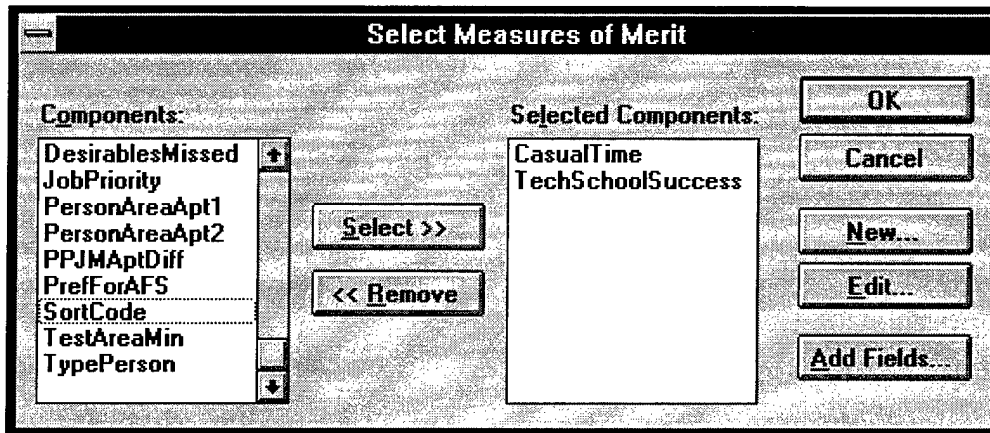 Select Measures of Merit
Components:
DesirablesMissed
JobPriority
PersonAreaApt1
PersonAreaApt2
PPJMAptDiff
PrefForAFS
SortCode
TestAreaMin
TypePerson
Select >>
<< Remove
Selected Components:
CasualTime
TechSchoolSuccess
OK
Cancel
New...
Edit...
Add Fields...